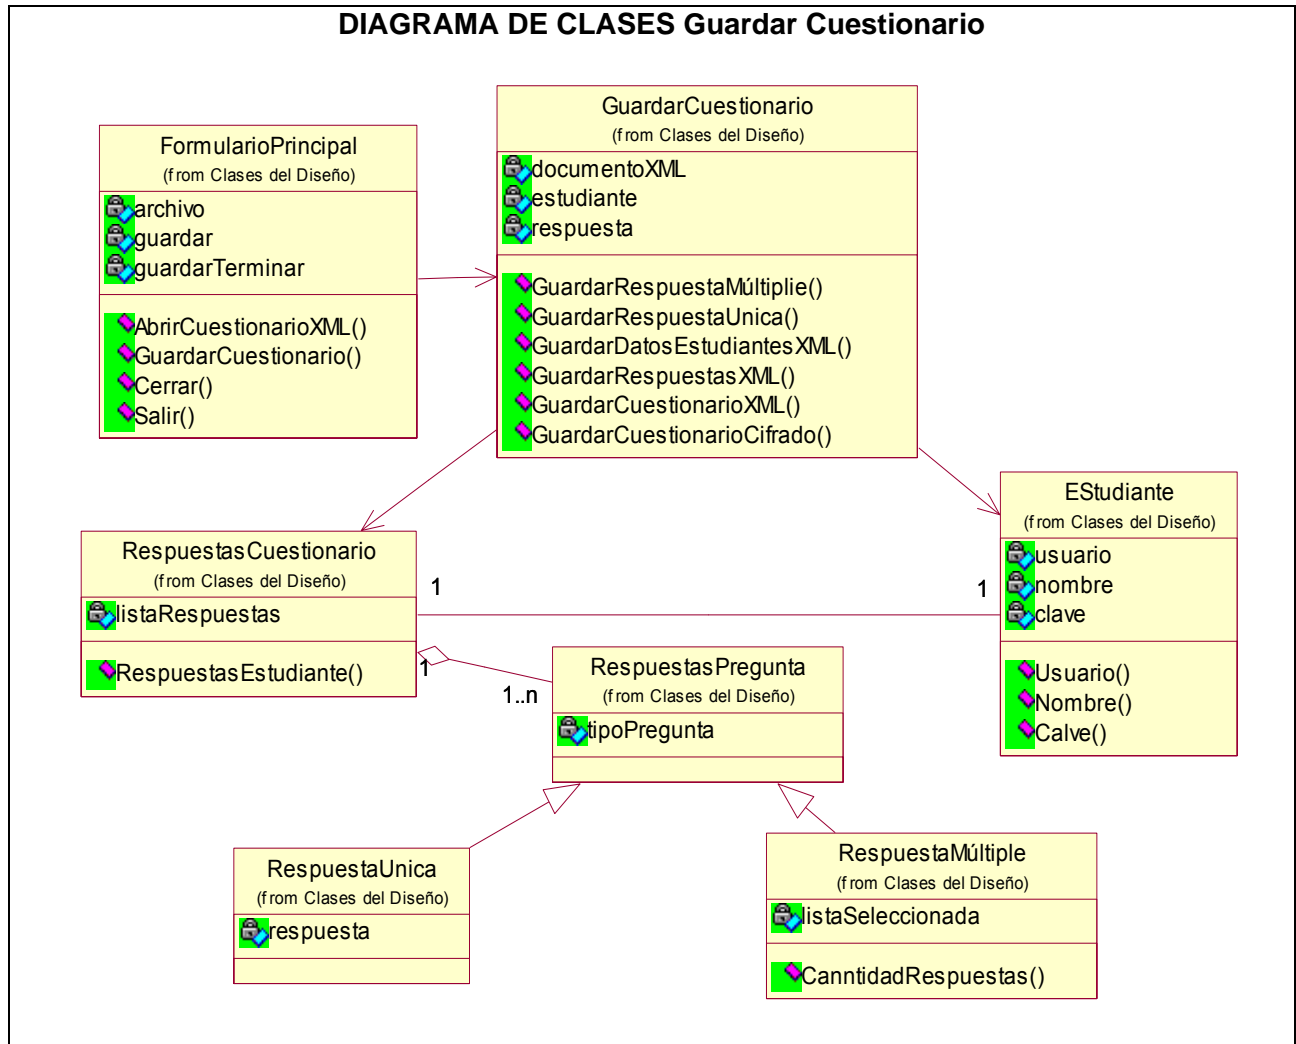 DIAGRAMA DE CLASES Guardar Cuestionario
GuardarCuestionario
(from Clases del Diseño)
documentoXML
estudiante
respuesta
GuardarRespuestaMúltiplie()
GuardarRespuestaUnica()
GuardarDatosEstudiantesXML()
GuardarRespuestasXML()
GuardarCuestionarioXML()
GuardarCuestionarioCifrado()
FormularioPrincipal
(from Clases del Diseño)
archivo
guardar
guardarTerminar
AbrirCuestionarioXML()
GuardarCuestionario()
Cerrar()
Salir()
EStudiante
(from Clases del Diseño)
usuario
nombre
clave
Usuario()
Nombre()
Calve()
RespuestasCuestionario
(from Clases del Diseño)
listaRespuestas
RespuestasEstudiante()
1
1
1
1..n
RespuestasPregunta
(from Clases del Diseño)
tipoPregunta
RespuestaUnica
(from Clases del Diseño)
respuesta
RespuestaMúltiple
(from Clases del Diseño)
listaSeleccionada
CanntidadRespuestas()